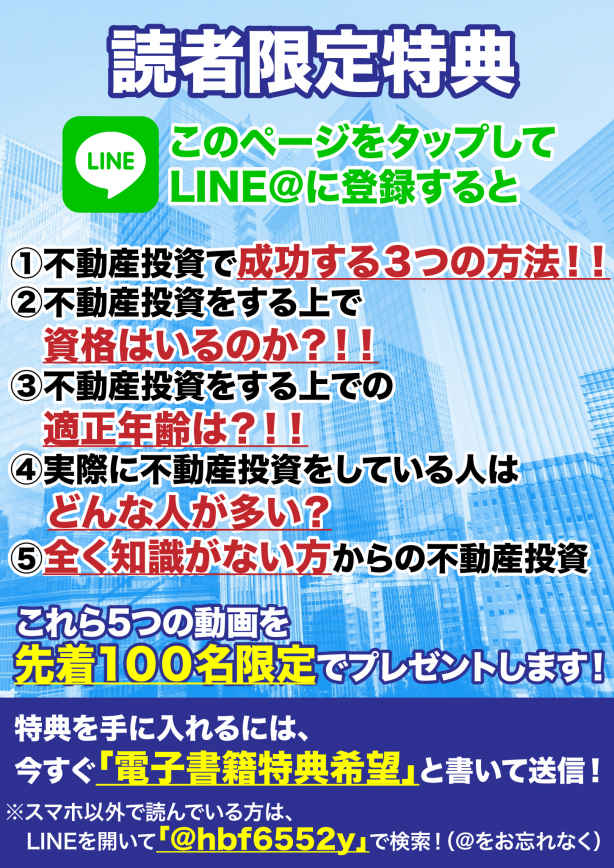 読者限定特典
LINE
このページをタップして
LINE@に登録すると
①不動産投資で成功する3つの方法！！
②不動産投資をする上で
資格はいるのか？！！
③不動産投資をする上での
適正年齢は？！！
④実際に不動産投資をしている人は
どんな人が多い？
⑤全く知識がない方からの不動産投資
これら5つの動画を
先着100名限定でプレゼントします！
特典を手に入れるには、
今すぐ「電子書籍特典希望」と書いて送信！
※スマホ以外で読んでいる方は、
LINEを開いて「@hbf6552y」で検索！（@をお忘れなく）